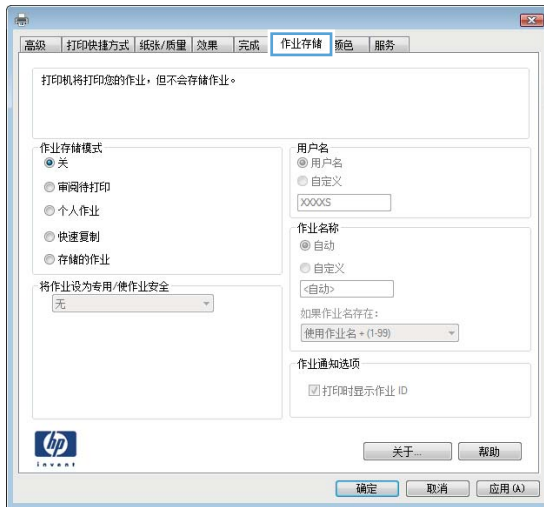 高级 打印快捷方式 纸张/质量 效果 完成 作业存储 颜色 服务
打印机将打印您的作业，但不会存储作业。
作业存储模式
关
审阅待打印
个人作业
快速复制
存储的作业
将作业设为专用/使作业安全
无
用户名
用户名
自定义
XXXXS
作业名称
自动
自定义
<自动>
如果作业名存在：
使用作业名 + (1-99)
作业通知选项
打印时显示作业 ID
hp
invent
关于... 帮助
确定 取消 应用 (A)